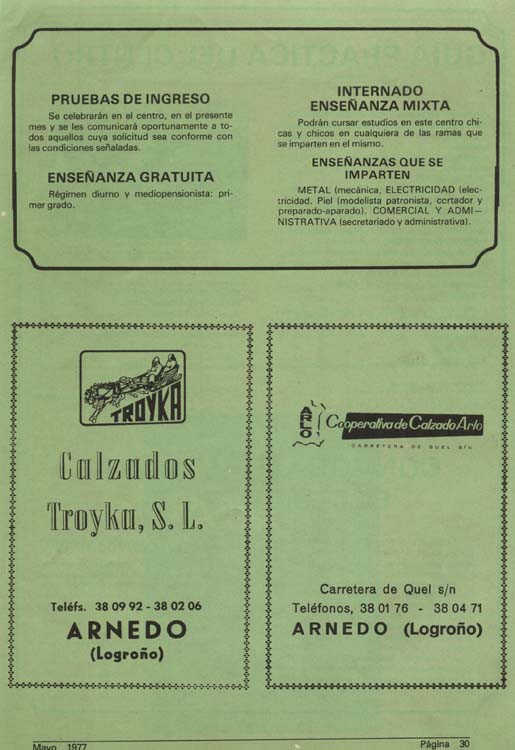 PRUEBAS DE INGRESO
Se celebrarán en el centro, en el presente
mes y se les comunicará oportunamente a to-
dos aquellos cuya solicitud sea conforme con
las condiciones señaladas.
ENSEÑANZA GRATUITA
Régimen diurno y mediopensionista: pri-
mer grado.
INTERNADO
ENSEÑANZA MIXTA
Podrán cursar estudios en este centro chi-
cas y chicos en cualquiera de las ramas que
se imparten en el mismo.
ENSEÑANZAS QUE SE
IMPARTEN
METAL (mecánica, ELECTRICIDAD (elec-
tricidad. Piel (modelista patronista, cortador y
preparado-aparado). COMERCIAL Y ADMI—
NISTRATIVA (secretariado y administrativa).
TROYKA
Calzados
Troyka, S. L.
Teléfs. 38 09 92 - 38 02 06
ARNEDO
(Logroño)
ARLO
Cooperativa de Calzado Arlo
CARRETERA DE QUEL S/N
Carretera de Quel s/n
Teléfonos, 38 01 76 - 38 04 71
ARNEDO (Logroño)
Mayo 1977
Página 30